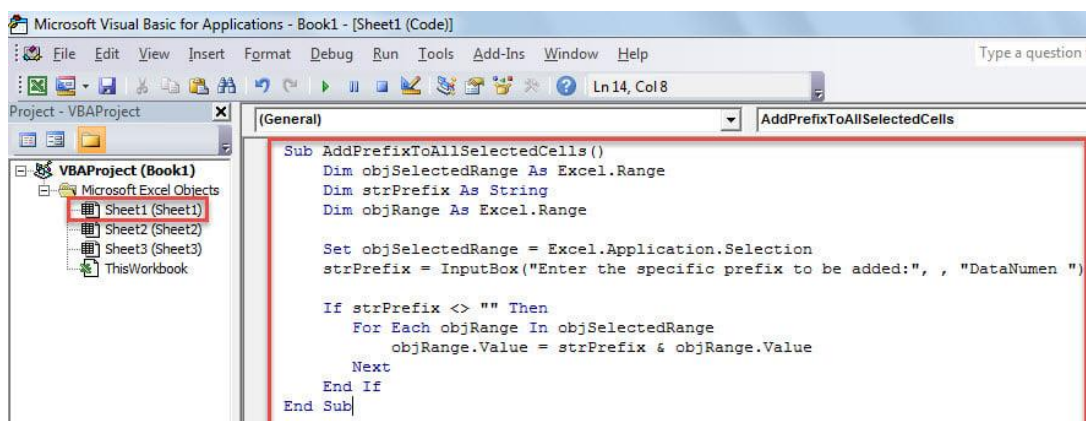 Microsoft Visual Basic for Applications - Book1 - [Sheet1 (Code)]
File Edit View Insert Format Debug Run Tools Add-Ins Window Help Type a question
Ln 14, Col 8
Project - VBAProject
(General) AddPrefixToAllSelectedCells
VBAProject (Book1)
Microsoft Excel Objects
Sheet1 (Sheet1)
Sheet2 (Sheet2)
Sheet3 (Sheet3)
ThisWorkbook
Sub AddPrefixToAllSelectedCells()
    Dim objSelectedRange As Excel.Range
    Dim strPrefix As String
    Dim objRange As Excel.Range

    Set objSelectedRange = Excel.Application.Selection
    strPrefix = InputBox("Enter the specific prefix to be added:", , "DataNumen ")

    If strPrefix <> "" Then
       For Each objRange In objSelectedRange
           objRange.Value = strPrefix & objRange.Value
       Next
    End If
End Sub